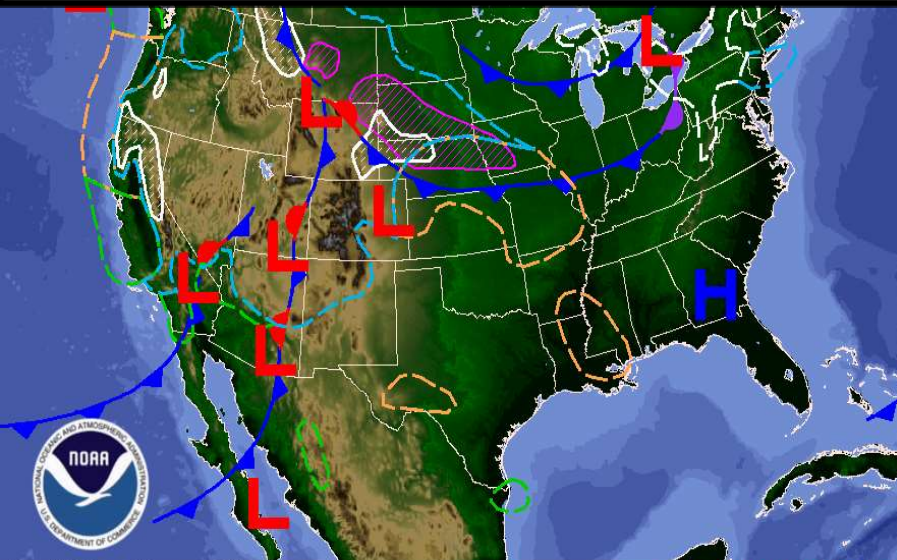 L
L
L
L
L
L
H
L
L
NATIONAL OCEANIC AND ATMOSPHERIC ADMINISTRATION
NOAA
U.S. DEPARTMENT OF COMMERCE